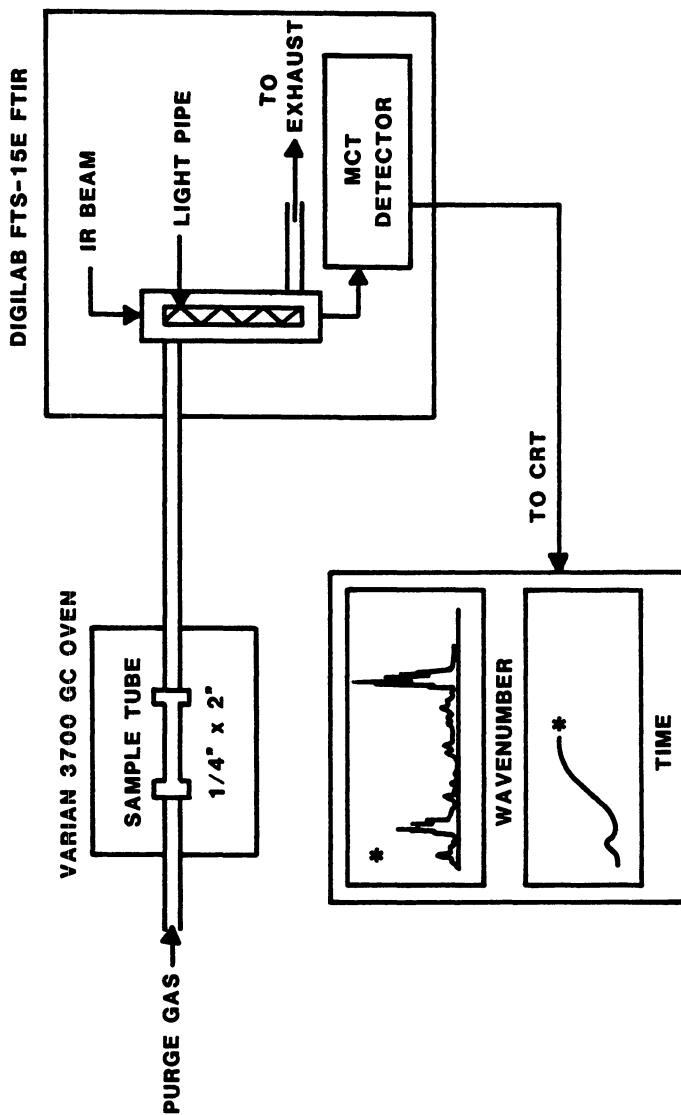 DIGILAB FTS-15E FTIR
IR BEAM
LIGHT PIPE
TO
EXHAUST
MCT
DETECTOR
VARIAN 3700 GC OVEN
SAMPLE TUBE
1/4" x 2"
PURGE GAS
TO CRT
*
WAVENUMBER
*
TIME